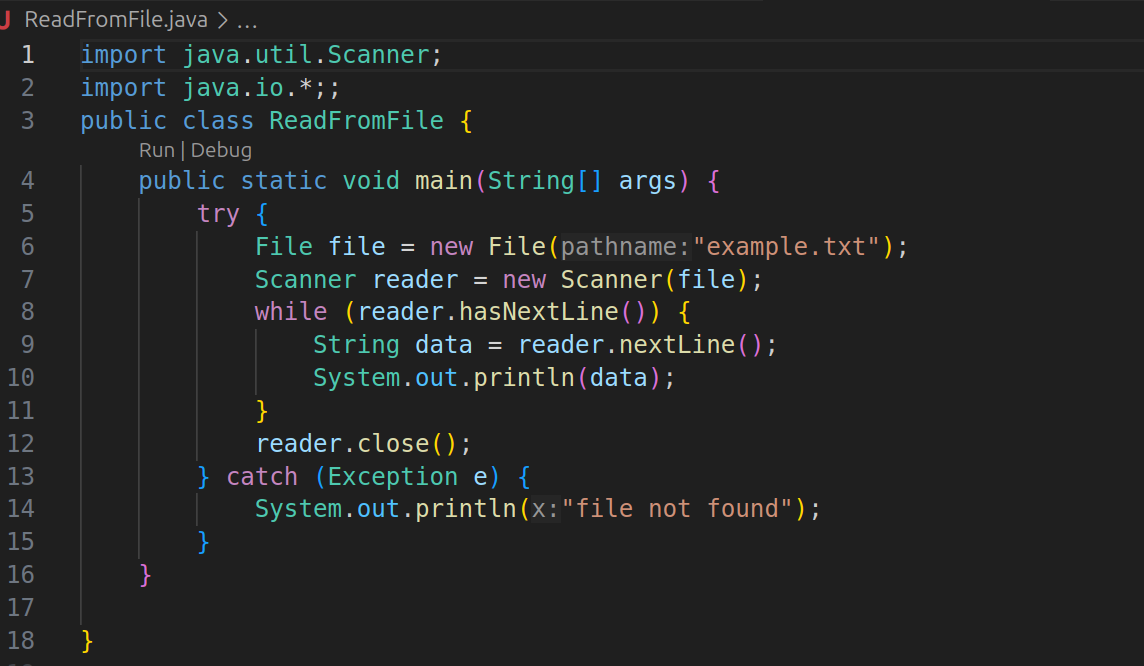 ReadFromFile.java > ...
1 import java.util.Scanner;
2 import java.io.*;;
3 public class ReadFromFile {
Run | Debug
4     public static void main(String[] args) {
5         try {
6             File file = new File(pathname:"example.txt");
7             Scanner reader = new Scanner(file);
8             while (reader.hasNextLine()) {
9                 String data = reader.nextLine();
10                 System.out.println(data);
11             }
12             reader.close();
13         } catch (Exception e) {
14             System.out.println(x:"file not found");
15         }
16     }
17
18 }